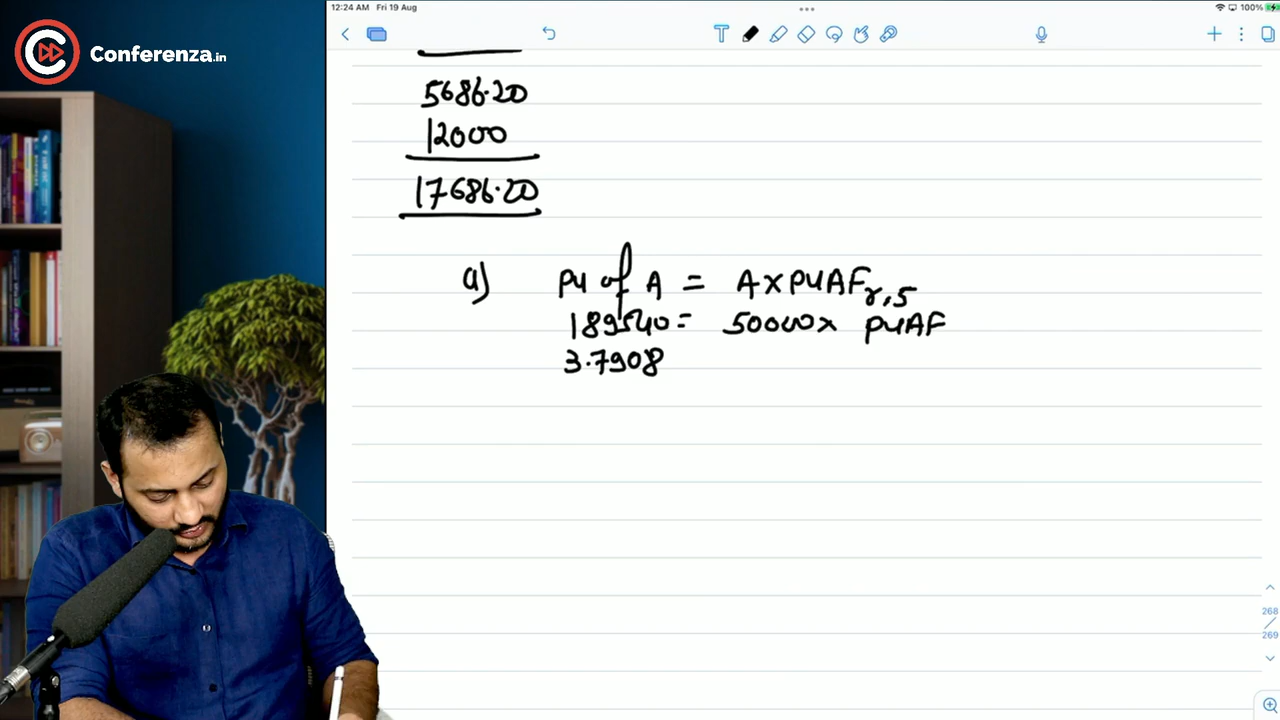 12:24 AM Fri 19 Aug
100%
Conferenza.in
5686.20
12000
17686.20
a) PV of A = A x PVAFr,5
189540 = 50000 x PVAF
3.7908
268
269